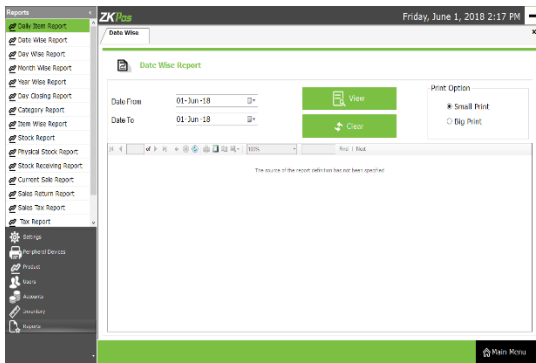 Reports
ZKPos
Friday, June 1, 2018 2:17 PM
Daily Item Report
Date Wise Report
Day Wise Report
Month Wise Report
Year Wise Report
Day Closing Report
Category Report
Item Wise Report
Stock Report
Physical Stock Report
Stock Receiving Report
Current Sale Report
Sales Return Report
Sales Tax Report
Tax Report
Settings
Peripheral Devices
Product
Users
Accounts
Inventory
Reports
Date Wise
x
Date Wise Report
Date From
01-Jun-18
Date To
01-Jun-18
View
Clear
Print Option
Small Print
Big Print
of
100%
Find | Next
The source of the report definition has not been specified
Main Menu